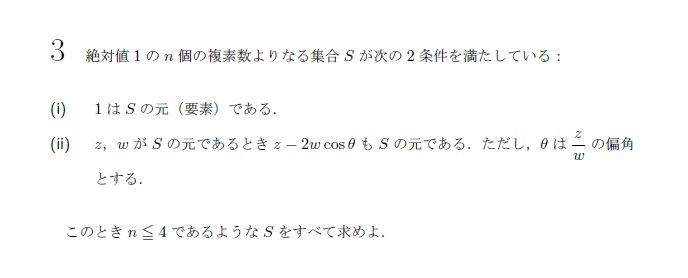 3 絶対値 1 の n 個の複素数よりなる集合 S が次の 2 条件を満たしている：
(i) 1 は S の元（要素）である．
(ii) z，w が S の元であるとき z − 2w cos θ も S の元である．ただし，θ は z/w の偏角
とする．
このとき n ≦ 4 であるような S をすべて求めよ．